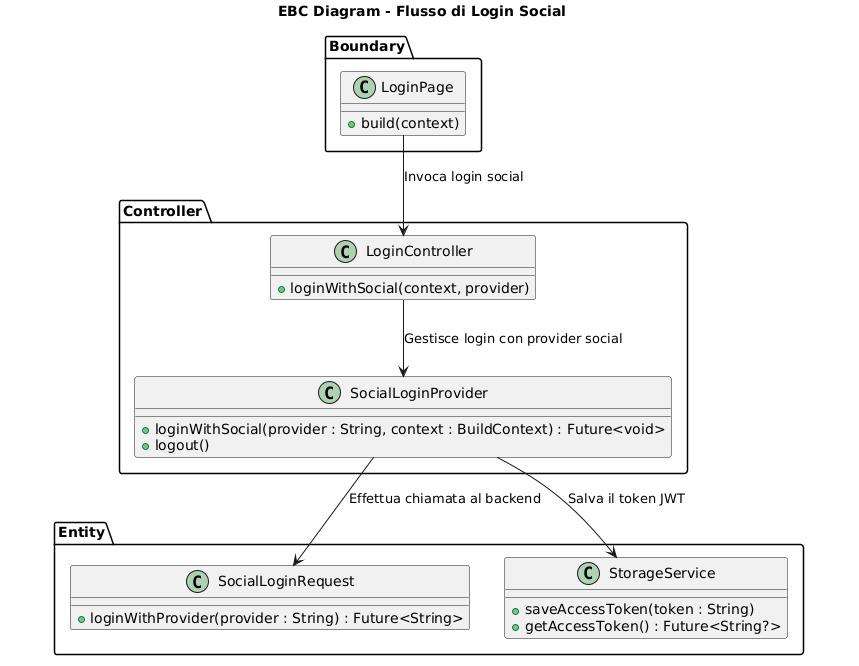 EBC Diagram - Flusso di Login Social
Boundary
C LoginPage
build(context)
Invoca login social
Controller
C LoginController
loginWithSocial(context, provider)
Gestisce login con provider social
C SocialLoginProvider
loginWithSocial(provider : String, context : BuildContext) : Future<void>
logout()
Effettua chiamata al backend
Salva il token JWT
Entity
C SocialLoginRequest
loginWithProvider(provider : String) : Future<String>
C StorageService
saveAccessToken(token : String)
getAccessToken() : Future<String?>